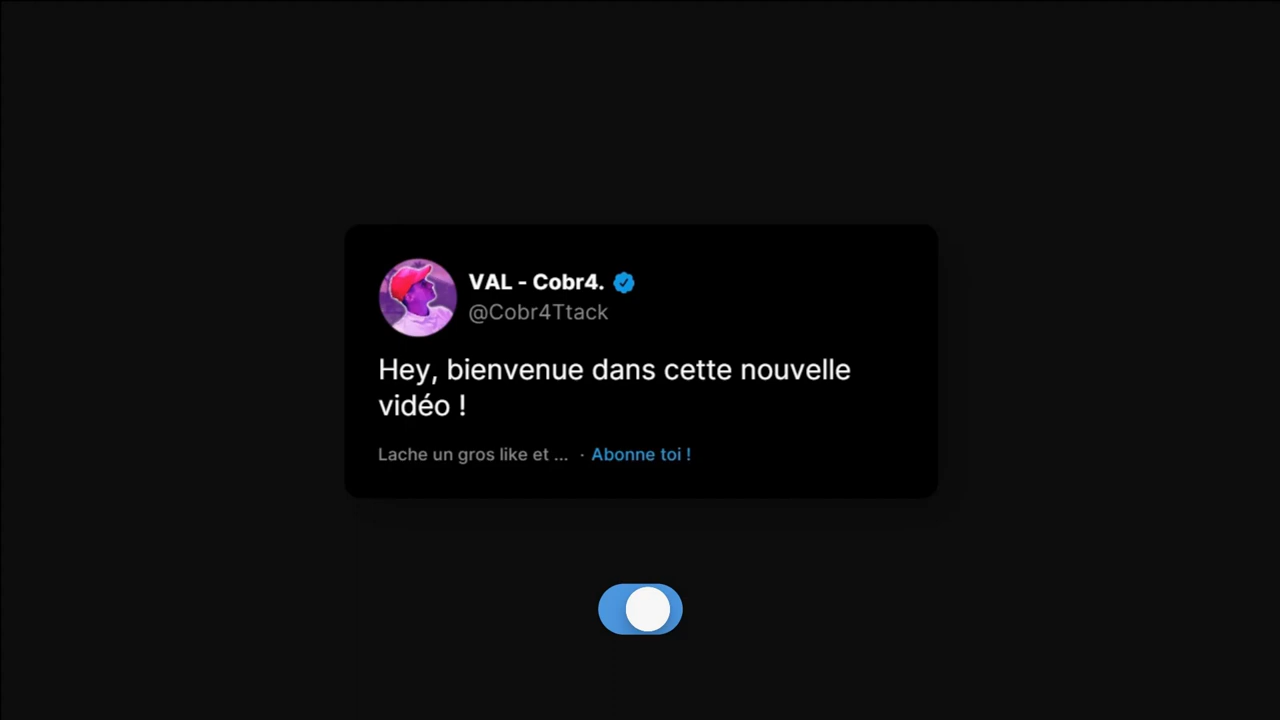 VAL - Cobr4.
@Cobr4Ttack
Hey, bienvenue dans cette nouvelle
vidéo !
Lache un gros like et ... · Abonne toi !